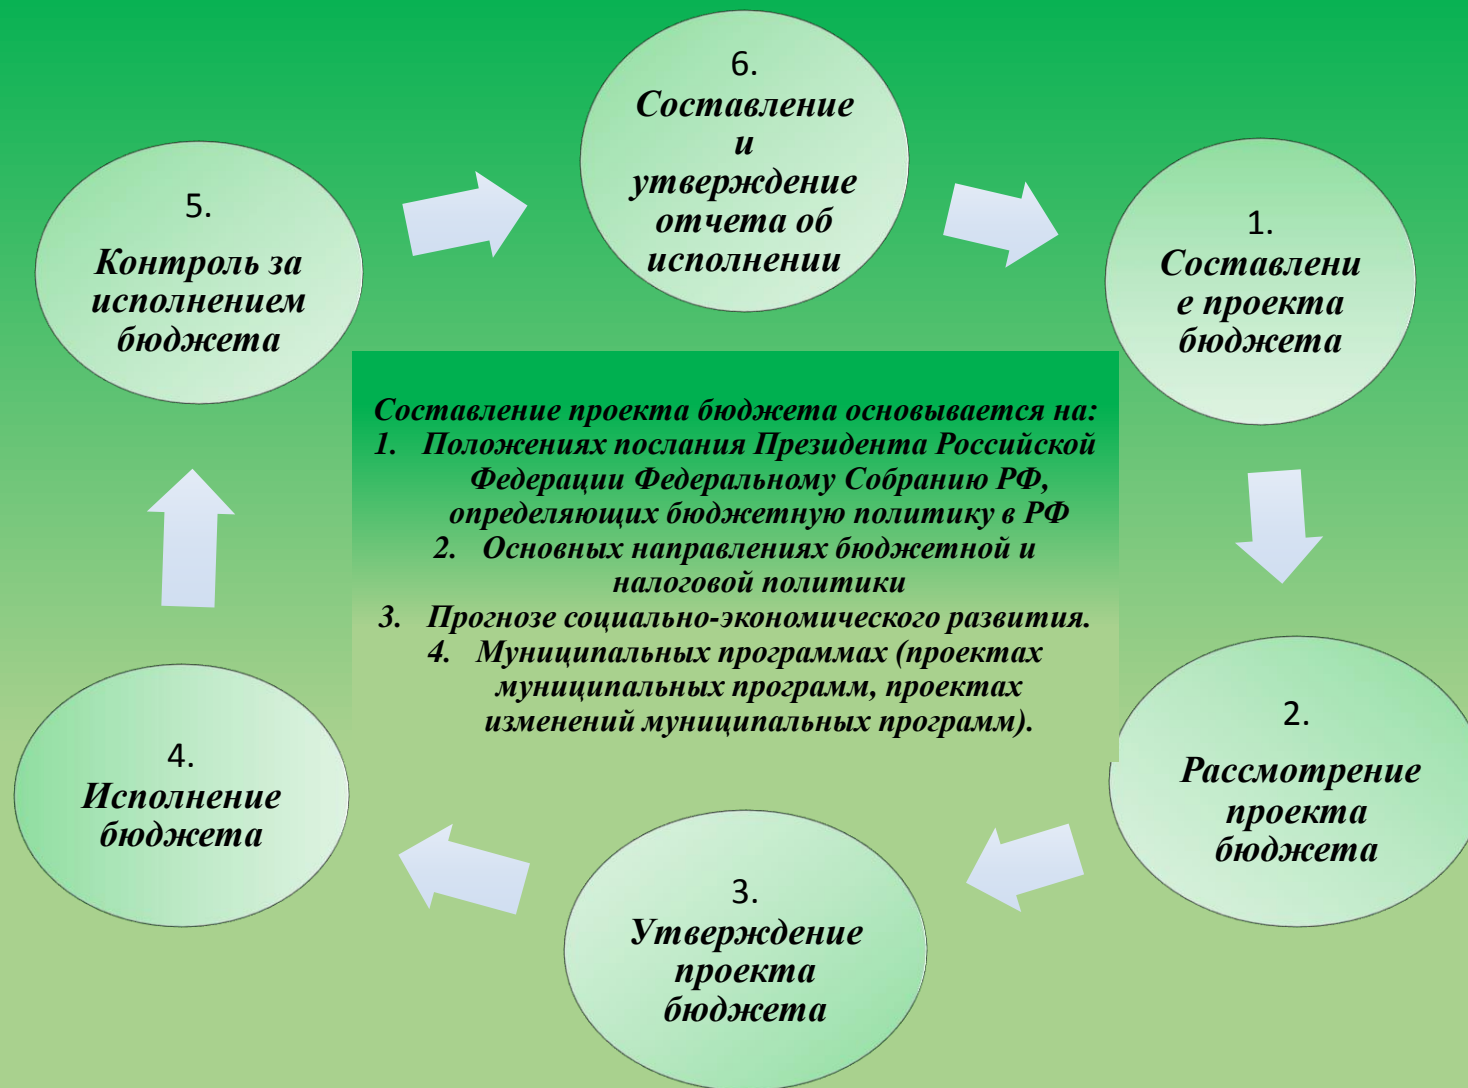 6.
Составление
и
утверждение
отчета об
исполнении
5.
Контроль за
исполнением
бюджета
1.
Составлени
е проекта
бюджета
Составление проекта бюджета основывается на:
1. Положениях послания Президента Российской
Федерации Федеральному Собранию РФ,
определяющих бюджетную политику в РФ
2. Основных направлениях бюджетной и
налоговой политики
3. Прогнозе социально-экономического развития.
4. Муниципальных программах (проектах
муниципальных программ, проектах
изменений муниципальных программ).
2.
Рассмотрение
проекта
бюджета
4.
Исполнение
бюджета
3.
Утверждение
проекта
бюджета